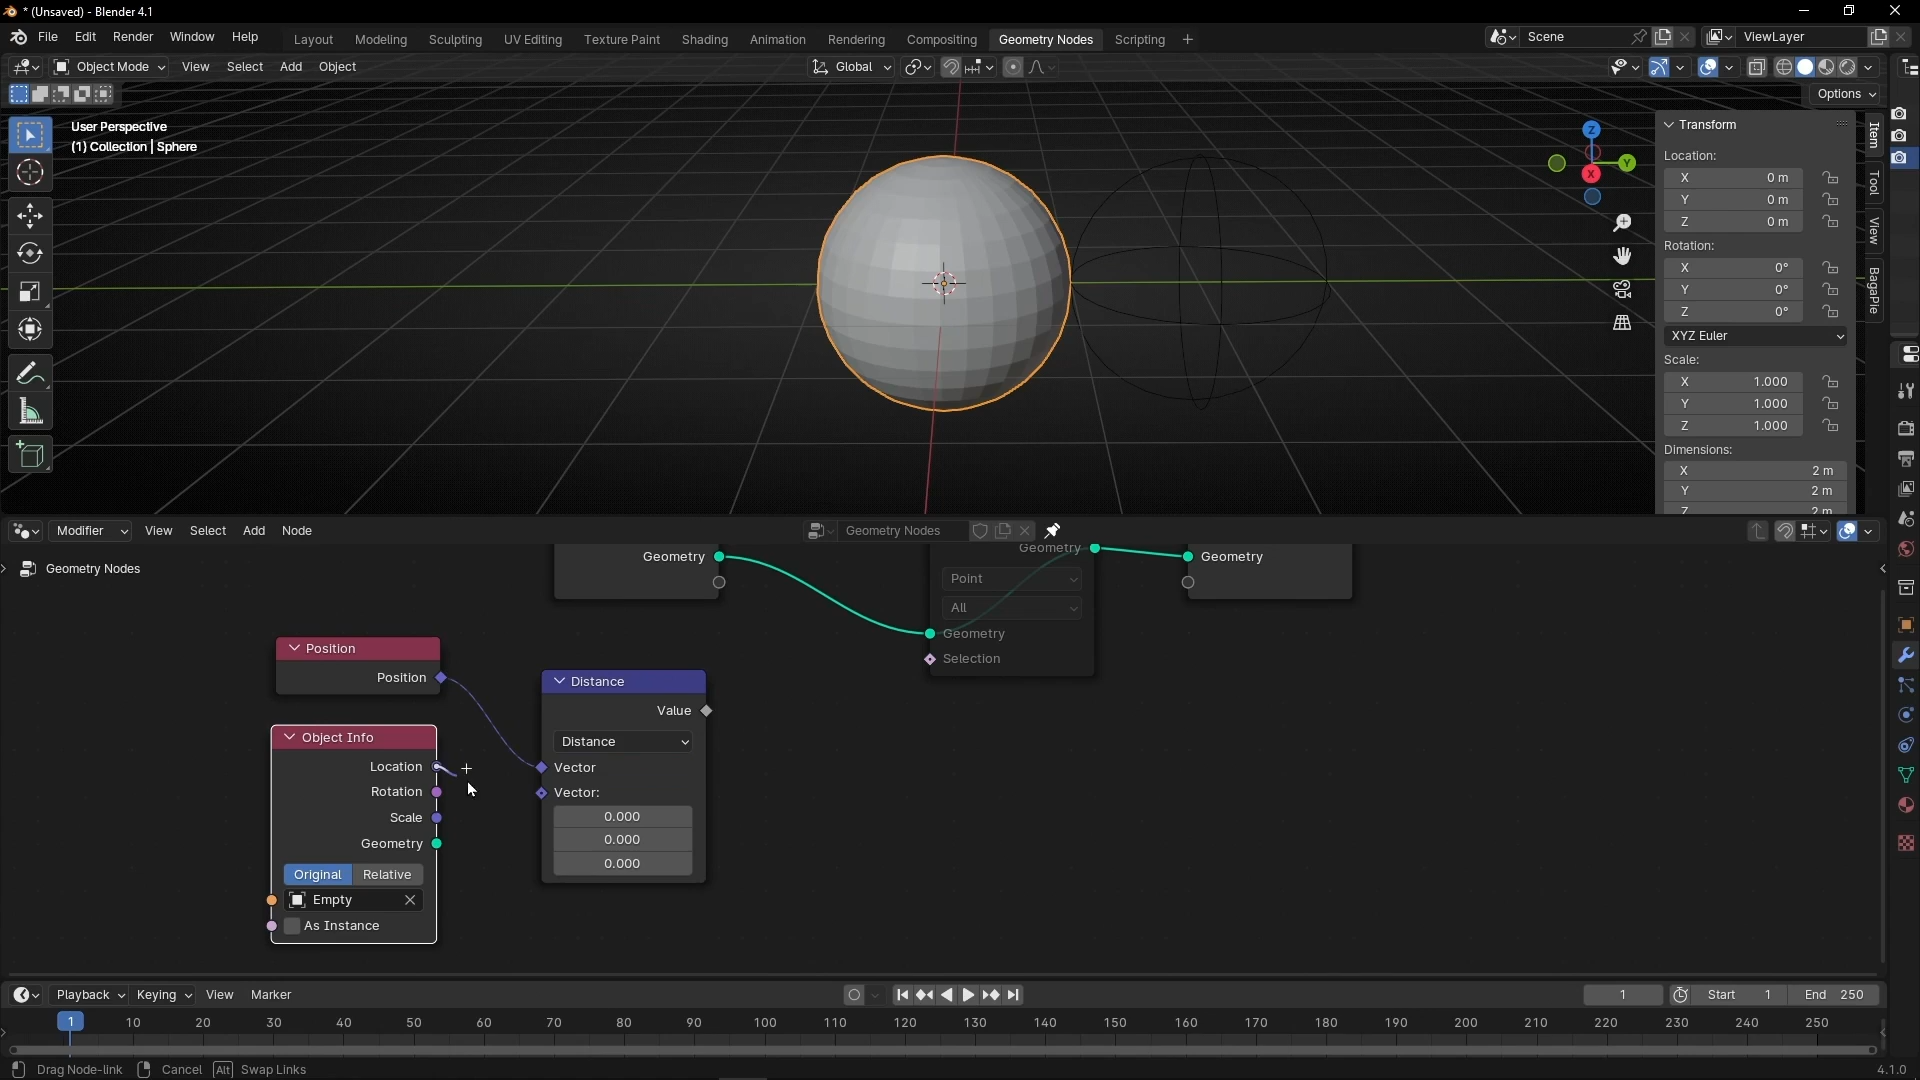 * (Unsaved) - Blender 4.1
File Edit Render Window Help
Layout Modeling Sculpting UV Editing Texture Paint Shading Animation Rendering Compositing Geometry Nodes Scripting +
Scene
ViewLayer
Object Mode View Select Add Object
Global
Options
User Perspective
(1) Collection | Sphere
Z
Y
X
Transform
Location:
X 0 m
Y 0 m
Z 0 m
Rotation:
X 0°
Y 0°
Z 0°
XYZ Euler
Scale:
X 1.000
Y 1.000
Z 1.000
Dimensions:
X 2 m
Y 2 m
Z 2 m
Item
Tool
View
BagaPie
Modifier View Select Add Node
Geometry Nodes
Geometry Nodes
Geometry
Geometry
Point
All
Geometry
Selection
Geometry
Position
Position
Object Info
Location
Rotation
Scale
Geometry
Original Relative
Empty
As Instance
Distance
Value
Distance
Vector
Vector:
0.000
0.000
0.000
Playback Keying View Marker
1
Start 1
End 250
1 10 20 30 40 50 60 70 80 90 100 110 120 130 140 150 160 170 180 190 200 210 220 230 240 250
Drag Node-link Cancel Alt Swap Links
4.1.0